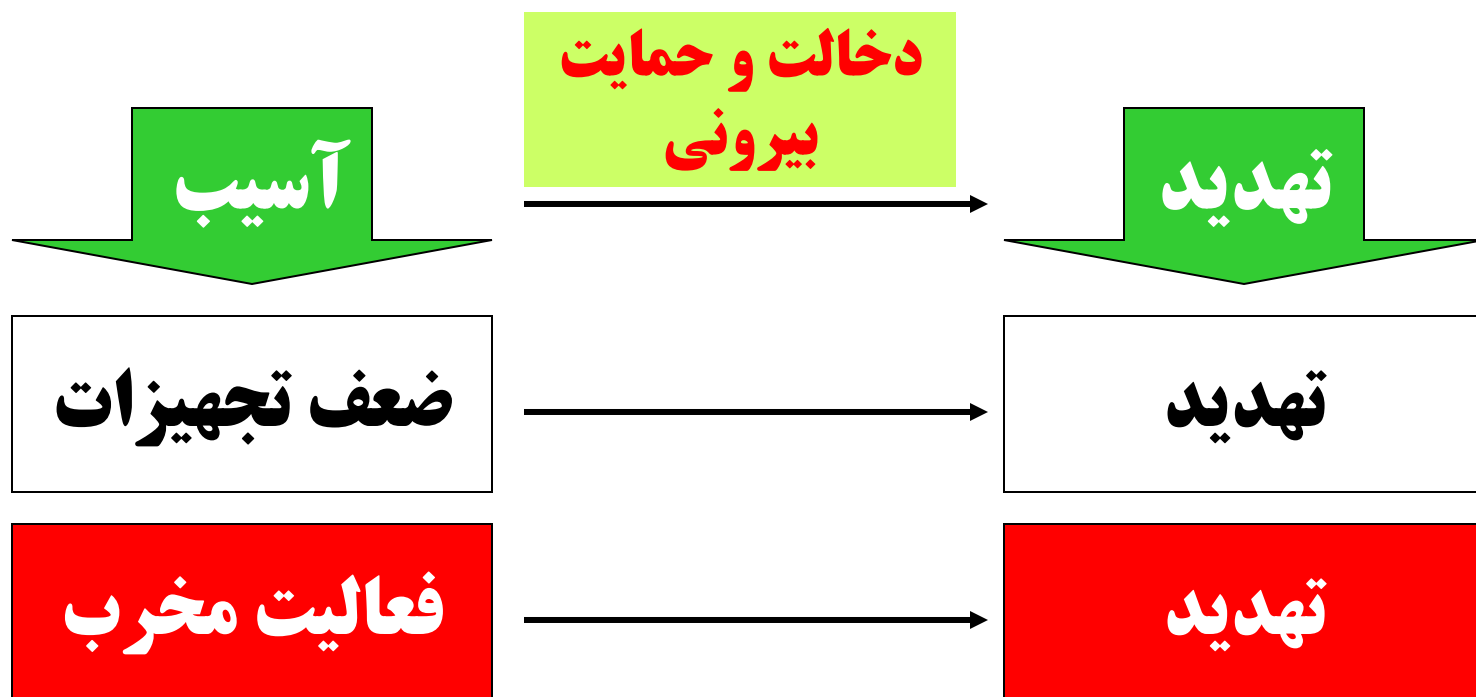 دخالت و حمایت
بیرونی
تهدید
آسیب
تهدید
ضعف تجهیزات
تهدید
فعالیت مخرب